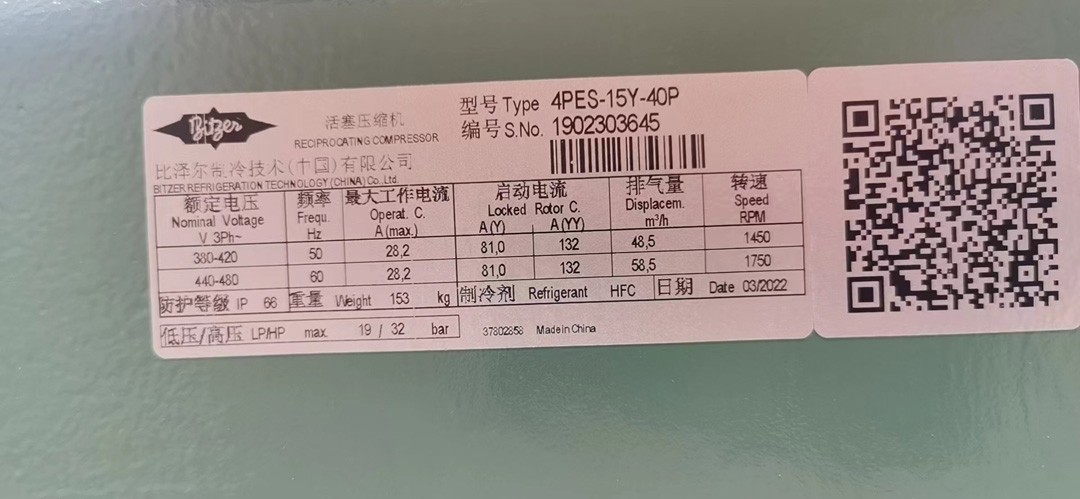 Bitzer
活塞压缩机
RECIPROCATING COMPRESSOR
型号 Type 4PES-15Y-40P
编号 S.No. 1902303645
比泽尔制冷技术(中国)有限公司
BITZER REFRIGERATION TECHNOLOGY (CHINA) Co., Ltd.
额定电压 频率 最大工作电流 启动电流 排气量 转速
Nominal Voltage Frequ. Operat. C. Locked Rotor C. Displacem. Speed
V 3Ph~ Hz A (max.) A(Y) A(YY) m³/h RPM
380-420 50 28,2 81,0 132 48,5 1450
440-480 60 28,2 81,0 132 58,5 1750
防护等级 IP 66 重量 Weight 153 kg 制冷剂 Refrigerant HFC 日期 Date 03/2022
低压/高压 LP/HP max. 19 / 32 bar 37802858 Made in China